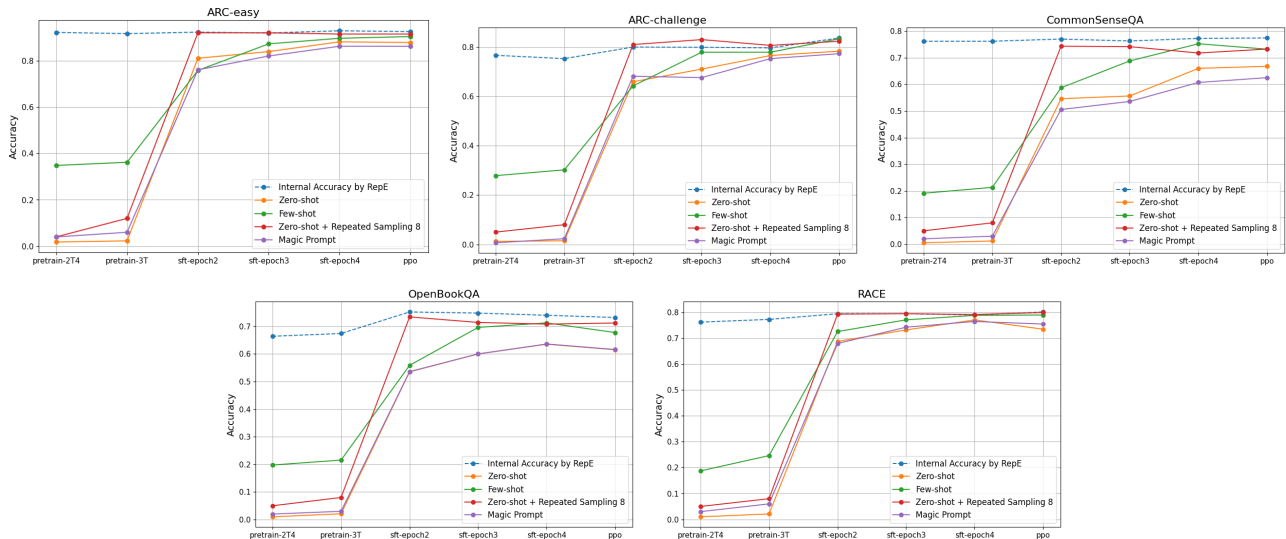 ARC-easy
Accuracy
0.8
0.6
0.4
0.2
0.0
Internal Accuracy by RepE
Zero-shot
Few-shot
Zero-shot + Repeated Sampling 8
Magic Prompt
pretrain-2T4 pretrain-3T sft-epoch2 sft-epoch3 sft-epoch4 ppo
ARC-challenge
Accuracy
0.8
0.6
0.4
0.2
0.0
Internal Accuracy by RepE
Zero-shot
Few-shot
Zero-shot + Repeated Sampling 8
Magic Prompt
pretrain-2T4 pretrain-3T sft-epoch2 sft-epoch3 sft-epoch4 ppo
CommonSenseQA
Accuracy
0.8
0.7
0.6
0.5
0.4
0.3
0.2
0.1
0.0
Internal Accuracy by RepE
Zero-shot
Few-shot
Zero-shot + Repeated Sampling 8
Magic Prompt
pretrain-2T4 pretrain-3T sft-epoch2 sft-epoch3 sft-epoch4 ppo
OpenBookQA
Accuracy
0.7
0.6
0.5
0.4
0.3
0.2
0.1
0.0
Internal Accuracy by RepE
Zero-shot
Few-shot
Zero-shot + Repeated Sampling 8
Magic Prompt
pretrain-2T4 pretrain-3T sft-epoch2 sft-epoch3 sft-epoch4 ppo
RACE
Accuracy
0.8
0.7
0.6
0.5
0.4
0.3
0.2
0.1
0.0
Internal Accuracy by RepE
Zero-shot
Few-shot
Zero-shot + Repeated Sampling 8
Magic Prompt
pretrain-2T4 pretrain-3T sft-epoch2 sft-epoch3 sft-epoch4 ppo